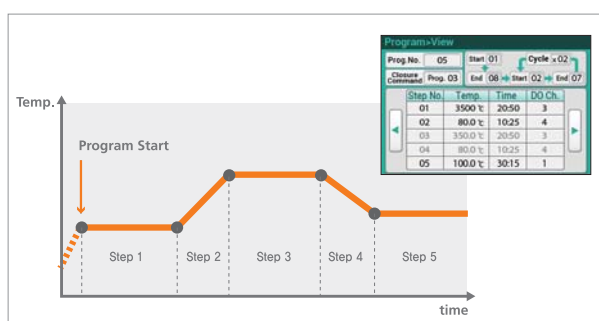 Program>View
Prog.No. 05 Start 01 Cycle x 02
Closure Command Prog. 03 End 08 Start 02 End 07
Step No. Temp. Time DO Ch.
01 3500 ℃ 20:50 3
02 80.0 ℃ 10:25 4
03 350.0 ℃ 20:50 3
04 80.0 ℃ 10:25 4
05 100.0 ℃ 30:15 1
Temp.
Program Start
Step 1 Step 2 Step 3 Step 4 Step 5
time